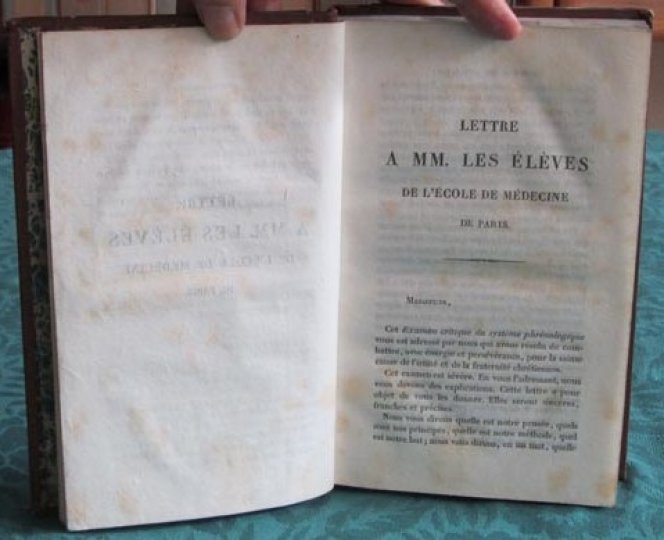 LETTRE
A MM. LES ÉLÈVES
DE L'ÉCOLE DE MÉDECINE
DE PARIS.
MESSIEURS,
Cet Examen critique du système phrénologique
vous est adressé par nous qui avons résolu de com-
battre, avec énergie et persévérance, pour la sainte
cause de l'unité et de la fraternité chrétiennes.
Cet examen est sévère. En vous l'adressant, nous
vous devons des explications. Cette lettre a pour
objet de vous les donner. Elles seront sincères,
franches et précises.
Nous vous dirons quelle est notre pensée, quels
sont nos principes, quelle est notre méthode, quel
est notre but; nous vous dirons, en un mot, quelle